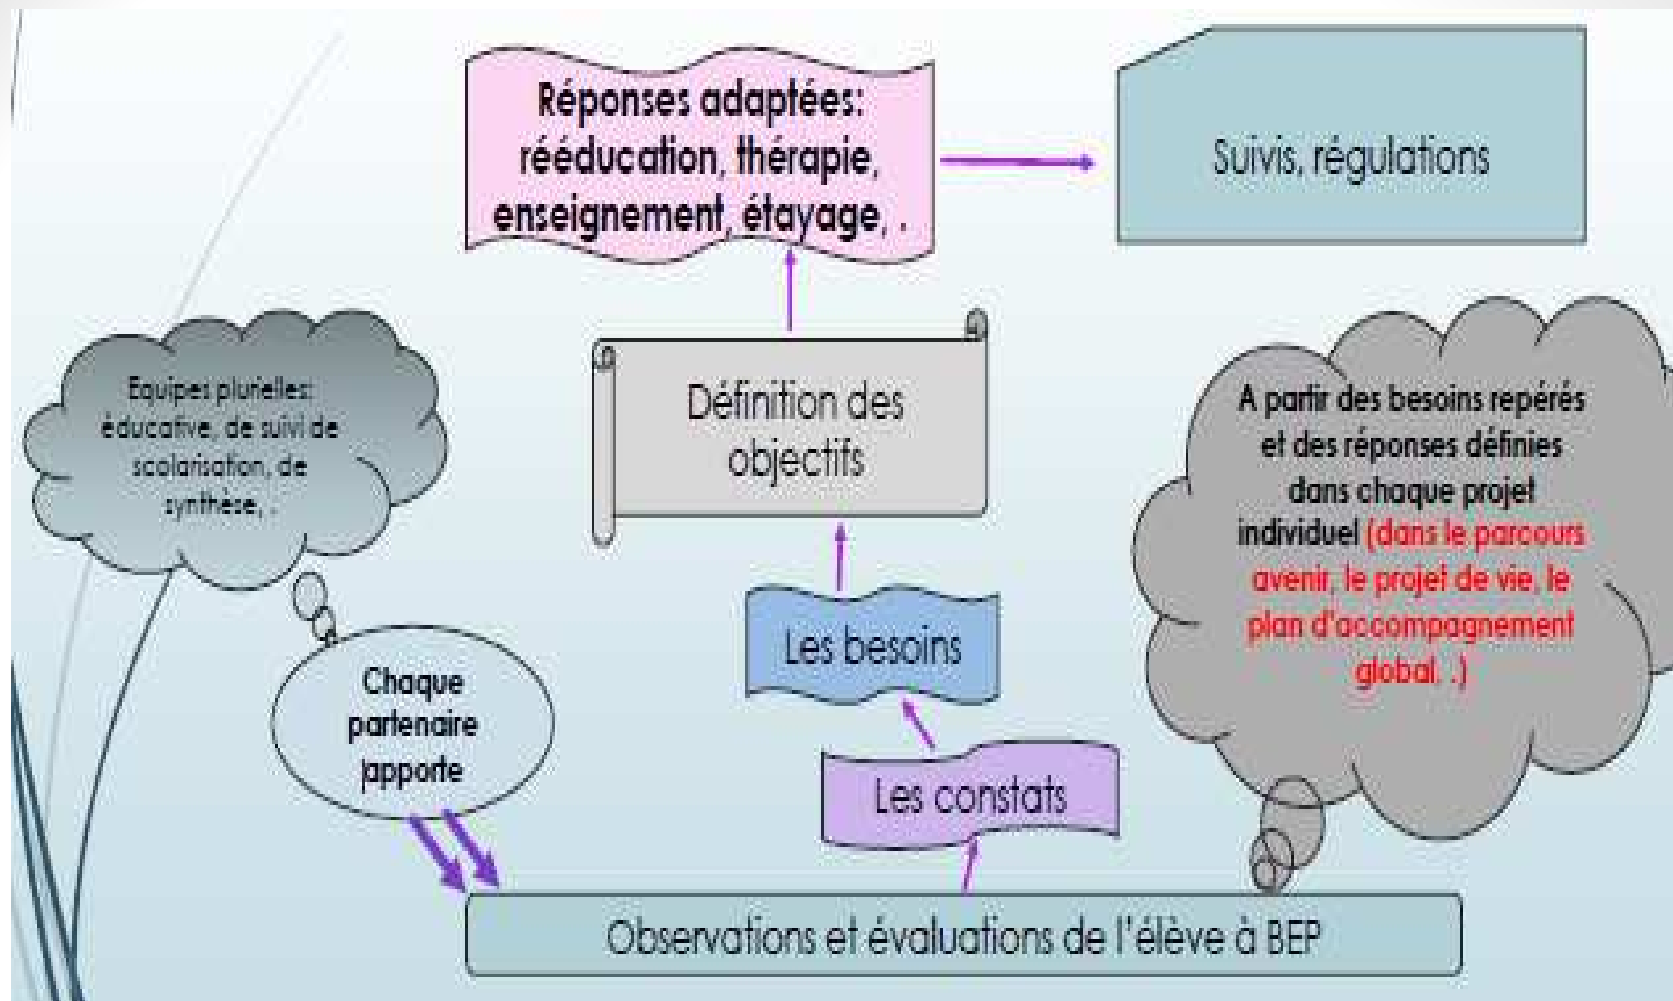 Réponses adaptées:
rééducation, thérapie,
enseignement, étayage, .
Suivis, régulations
Equipes plurielles:
éducative, de suivi de
scolarisation, de
synthèse, .
Définition des
objectifs
A partir des besoins repérés
et des réponses définies
dans chaque projet
individuel (dans le parcours
avenir, le projet de vie, le
plan d'accompagnement
global, .)
Les besoins
Chaque
partenaire
apporte
Les constats
Observations et évaluations de l'élève à BEP